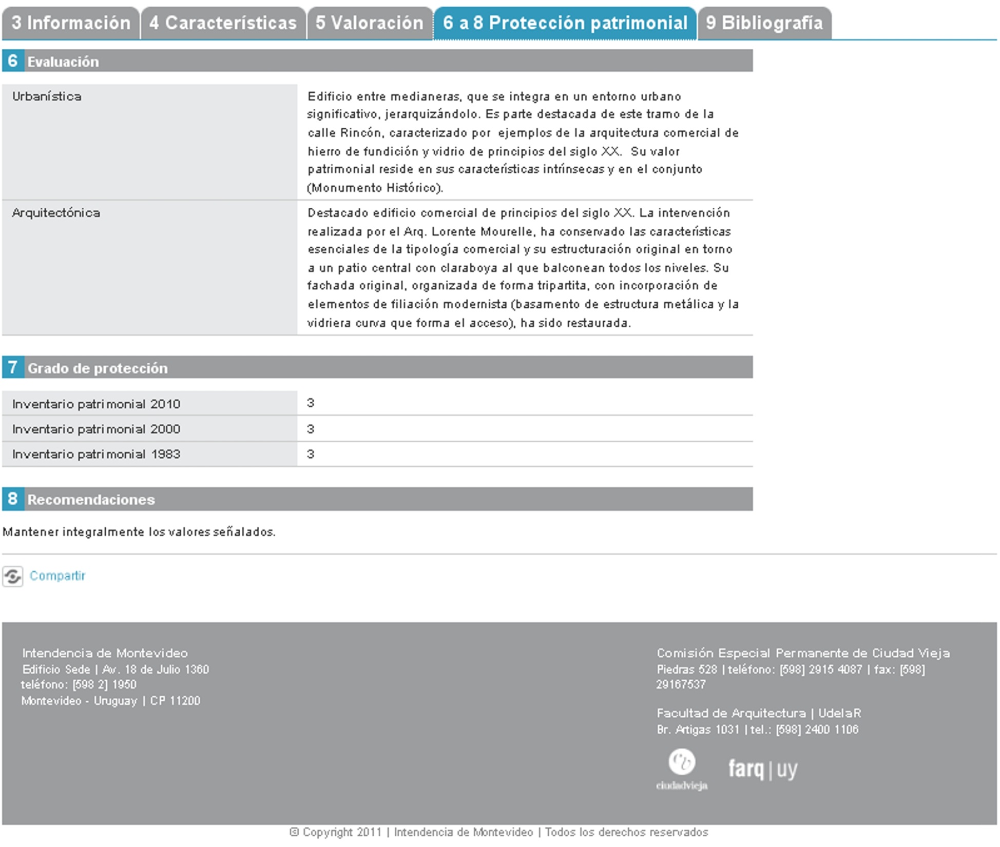 3 Información 4 Características 5 Valoración 6 a 8 Protección patrimonial 9 Bibliografía
6 Evaluación
Urbanística
Edificio entre medianeras, que se integra en un entorno urbano
significativo, jerarquizándolo. Es parte destacada de este tramo de la
calle Rincón, caracterizado por ejemplos de la arquitectura comercial de
hierro de fundición y vidrio de principios del siglo XX. Su valor
patrimonial reside en sus características intrínsecas y en el conjunto
(Monumento Histórico).
Arquitectónica
Destacado edificio comercial de principios del siglo XX. La intervención
realizada por el Arq. Lorente Mourelle, ha conservado las características
esenciales de la tipología comercial y su estructuración original en torno
a un patio central con claraboya al que balconean todos los niveles. Su
fachada original, organizada de forma tripartita, con incorporación de
elementos de filiación modernista (basamento de estructura metálica y la
vidriera curva que forma el acceso), ha sido restaurada.
7 Grado de protección
Inventario patrimonial 2010 3
Inventario patrimonial 2000 3
Inventario patrimonial 1983 3
8 Recomendaciones
Mantener integralmente los valores señalados.
Compartir
Intendencia de Montevideo
Edificio Sede | Av. 18 de Julio 1360
teléfono: [598 2] 1950
Montevideo - Uruguay | CP 11200
Comisión Especial Permanente de Ciudad Vieja
Piedras 528 | teléfono: [598] 2915 4087 | fax: [598]
29167537
Facultad de Arquitectura | UdelaR
Br. Artigas 1031 | tel.: [598] 2400 1106
cv
ciudadvieja
farq | uy
© Copyright 2011 | Intendencia de Montevideo | Todos los derechos reservados